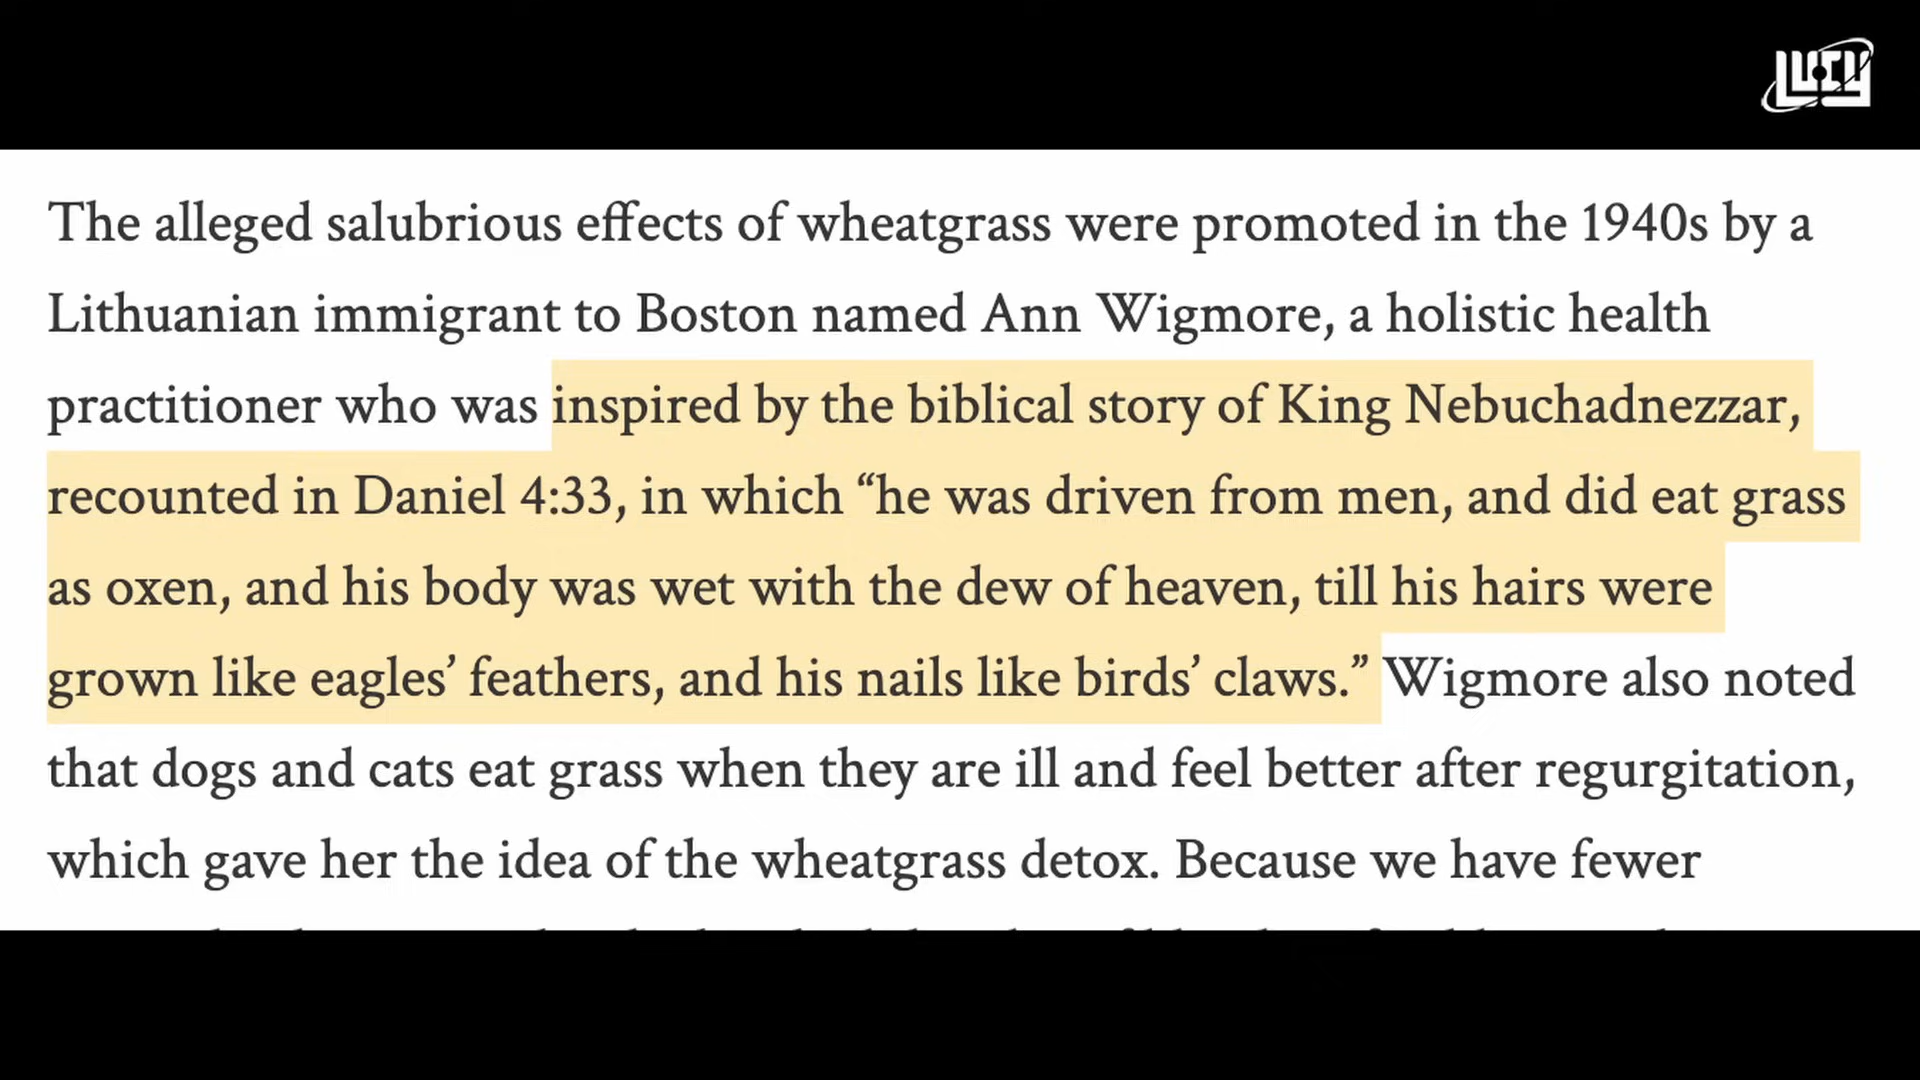 LUCY
The alleged salubrious effects of wheatgrass were promoted in the 1940s by a
Lithuanian immigrant to Boston named Ann Wigmore, a holistic health
practitioner who was inspired by the biblical story of King Nebuchadnezzar,
recounted in Daniel 4:33, in which “he was driven from men, and did eat grass
as oxen, and his body was wet with the dew of heaven, till his hairs were
grown like eagles’ feathers, and his nails like birds’ claws.” Wigmore also noted
that dogs and cats eat grass when they are ill and feel better after regurgitation,
which gave her the idea of the wheatgrass detox. Because we have fewer